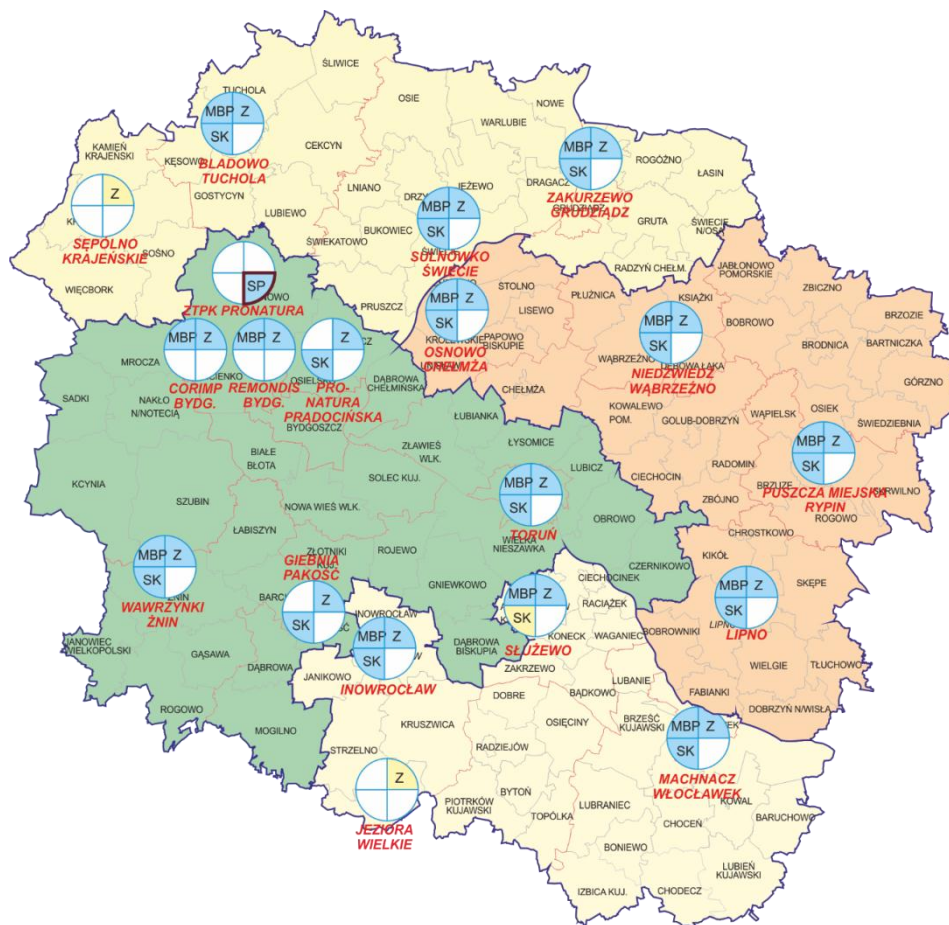 ŚLIWICE
TUCHOLA
OSIE
NOWE
MBP Z
SK
WARLUBIE
KAMIEŃ
KRAJEŃSKI
KĘSOWO
CEKCYN
MBP Z
SK
ROGÓŹNO
ŁASIN
BLADOWO
TUCHOLA
LNIANO
JEŻEWO
DRAGACZ
Z
GOSTYCYN
MBP Z
SK
ZAKURZEWO
GRUDZIĄDZ
LUBIEWO
BUKOWIEC
GRUTA
ŚWIECIE
N/OSĄ
SĘPÓLNO
KRAJEŃSKIE
SOŚNO
ŚWIEKATOWO
SULNÓWKO
ŚWIECIE
RADZYŃ CHEŁM.
JABŁONOWO
POMORSKIE
WIĘCBORK
SP
PRUSZCZ
STOLNO
PŁUŻNICA
KSIĄŻKI
ZBICZNO
ZTPK PRONATURA
MBP Z
SK
LISEWO
BOBROWO
BRZOZIE
MBP Z
MBP Z
Z
SK
PAPOWO
BISKUPIE
MBP Z
SK
BRODNICA
BARTNICZKA
MROCZA
OSNOWO
CHEŁMŻA
WĄBRZEŹNO
DĘBOWA ŁĄKA
GÓRZNO
SADKI
CORIMP
BYDG.
REMONDIS
BYDG.
PRO-
NATURA
PRĄDOCIŃSKA
DĄBROWA
CHEŁMIŃSKA
CHEŁMŻA
NIEDŹWIEDŹ
WĄBRZEŹNO
NAKŁO
N/NOTECIĄ
BYDGOSZCZ
ŁUBIANKA
KOWALEWO
POM.
GOLUB-DOBRZYŃ
WĄPIELSK
OSIEK
ŚWIEDZIEBNIA
BIAŁE
BŁOTA
ZŁAWIEŚ
WLK.
ŁYSOMICE
MBP Z
SK
KCYNIA
SOLEC KUJ.
LUBICZ
CIECHOCIN
RADOMIN
BRZUZE
SZUBIN
NOWA WIEŚ WLK.
MBP Z
SK
ZBÓJNO
PUSZCZA MIEJSKA
RYPIN
ROGOWO
ŁABISZYN
OBROWO
CHROSTKOWO
TORUŃ
ZŁOTNIKI
KUJ.
ROJEWO
WIELKA
NIESZAWKA
KIKÓŁ
MBP Z
SK
GIEBNIA
PAKOŚĆ
CZERNIKOWO
SKĘPE
GNIEWKOWO
CIECHOCINEK
WAWRZYNKI
ŻNIN
Z
SK
INOWROCŁAW
MBP Z
SK
RACIĄŻEK
MBP Z
SK
LIPNO
WAGANIEC
KONECK
BOBROWNIKI
LIPNO
JANOWIEC
WIELKOPOLSKI
GĄSAWA
DĄBROWA
MBP Z
SK
DĄBROWA
BISKUPIA
SŁUŻEWO
ZAKRZEWO
WIELGIE
TŁUCHOWO
JANIKOWO
INOWROCŁAW
LUBANIE
FABIANKI
ROGOWO
DOBRE
BĄDKOWO
DOBRZYŃ N/WISŁĄ
MOGILNO
KRUSZWICA
OSIĘCINY
BRZEŚĆ
KUJAWSKI
MBP Z
SK
STRZELNO
RADZIEJÓW
MACHNACZ
WŁOCŁAWEK
Z
BYTOŃ
PIOTRKÓW
KUJAWSKI
TOPÓLKA
LUBRANIEC
KOWAL
JEZIORA
WIELKIE
CHOCEŃ
BARUCHOWO
BONIEWO
LUBIEŃ
KUJAWSKI
IZBICA KUJ.
CHODECZ